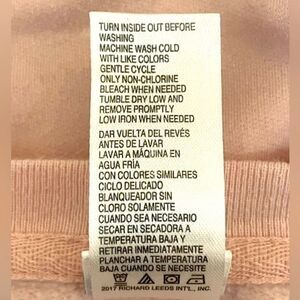 TURN INSIDE OUT BEFORE
WASHING
MACHINE WASH COLD
WITH LIKE COLORS
GENTLE CYCLE
ONLY NON-CHLORINE
BLEACH WHEN NEEDED
TUMBLE DRY LOW AND
REMOVE PROMPTLY
LOW IRON WHEN NEEDED
DAR VUELTA DEL REVÉS
ANTES DE LAVAR
LAVAR A MÁQUINA EN
AGUA FRÍA
CON COLORES SIMILARES
CICLO DELICADO
BLANQUEADOR SIN
CLORO SOLAMENTE
CUANDO SEA NECESARIO
SECAR EN SECADORA A
TEMPERATURA BAJA Y
RETIRAR INMEDIATAMENTE
PLANCHAR A TEMPERATURA
BAJA CUANDO SE NECESITE
2017 RICHARD LEEDS INT'L., INC.